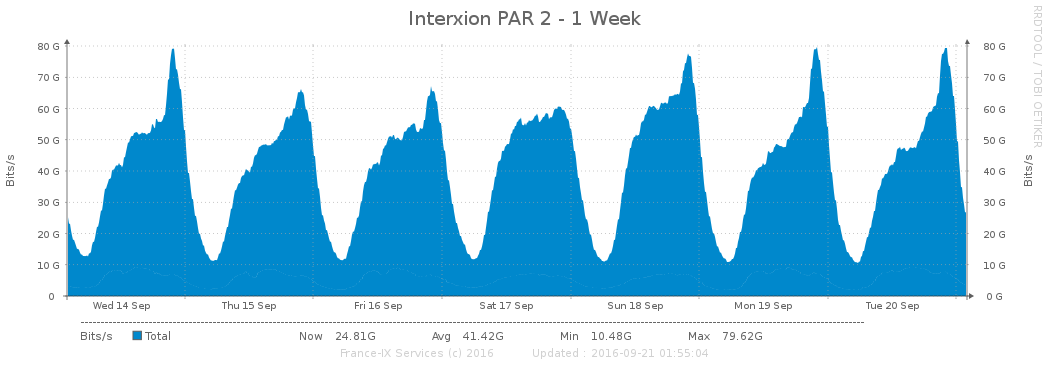 Interxion PAR 2 - 1 Week
RRDTOOL / TOBI OETIKER
Bits/s
Bits/s
80 G 80 G
70 G 70 G
60 G 60 G
50 G 50 G
40 G 40 G
30 G 30 G
20 G 20 G
10 G 10 G
0 0 G
Wed 14 Sep Thu 15 Sep Fri 16 Sep Sat 17 Sep Sun 18 Sep Mon 19 Sep Tue 20 Sep
Bits/s Total Now 24.81G Avg 41.42G Min 10.48G Max 79.62G
France-IX Services (c) 2016 Updated : 2016-09-21 01:55:04